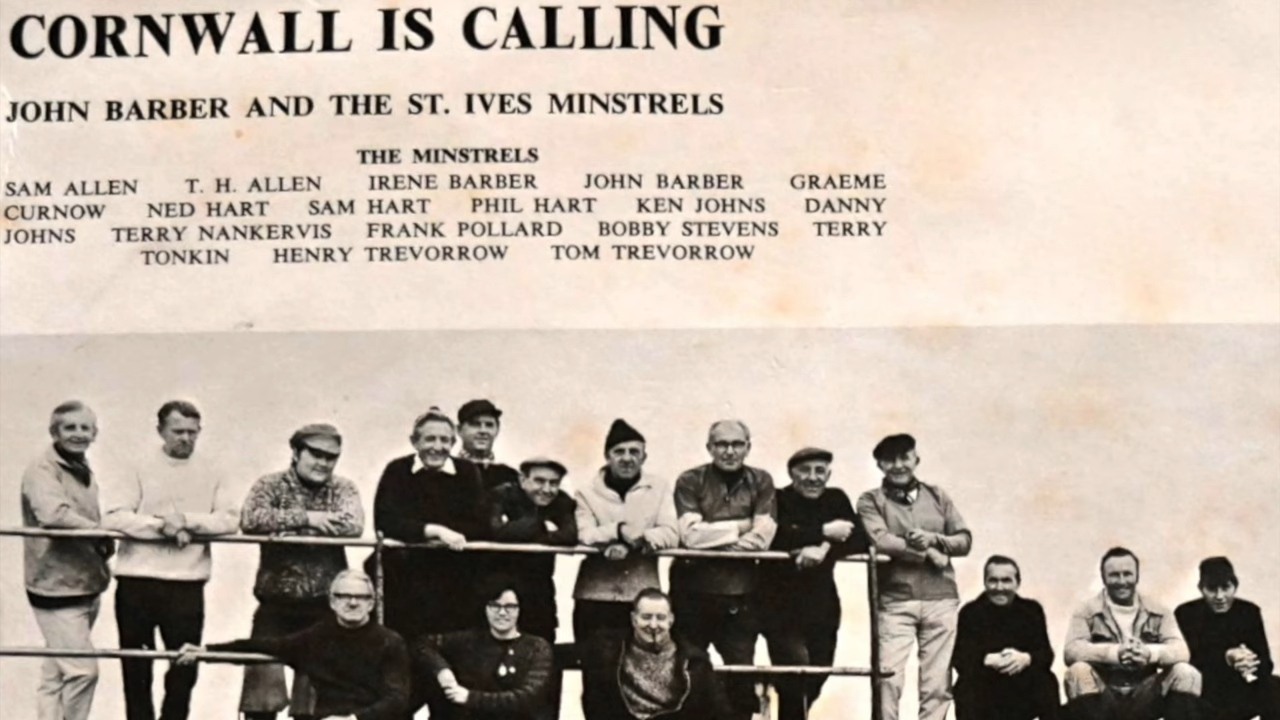 CORNWALL IS CALLING
JOHN BARBER AND THE ST. IVES MINSTRELS
THE MINSTRELS
SAM ALLEN T. H. ALLEN IRENE BARBER JOHN BARBER GRAEME
CURNOW NED HART SAM HART PHIL HART KEN JOHNS DANNY
JOHNS TERRY NANKERVIS FRANK POLLARD BOBBY STEVENS TERRY
TONKIN HENRY TREVORROW TOM TREVORROW